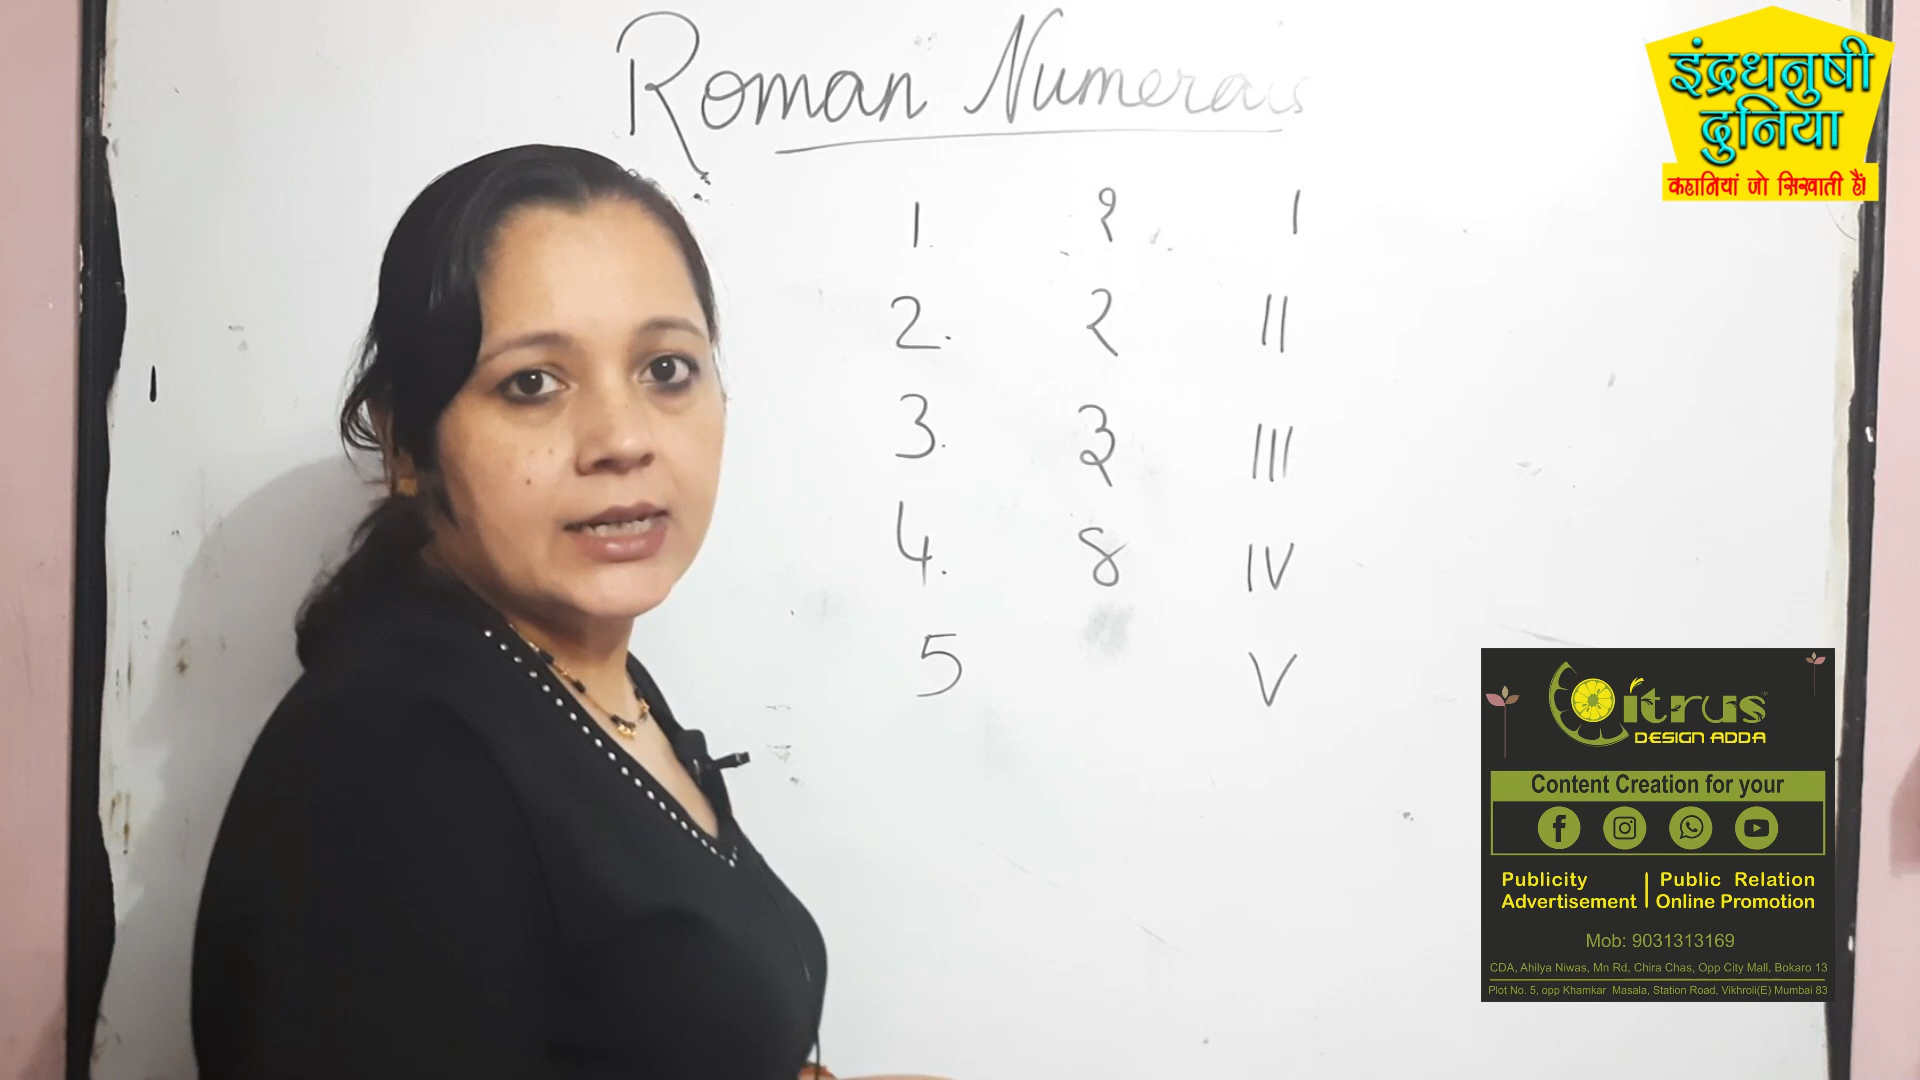 Roman Numerals
1. १ I
2. २ II
3. ३ III
4. ४ IV
5 V
इंद्रधनुषी
दुनिया
कहानियां जो सिखाती हैं!
Citrus
DESIGN ADDA
Content Creation for your
Publicity | Public Relation
Advertisement | Online Promotion
Mob: 9031313169
CDA, Ahilya Niwas, Mn Rd, Chira Chas, Opp City Mall, Bokaro 13
Plot No. 5, opp Khamkar Masala, Station Road, Vikhroli(E) Mumbai 83